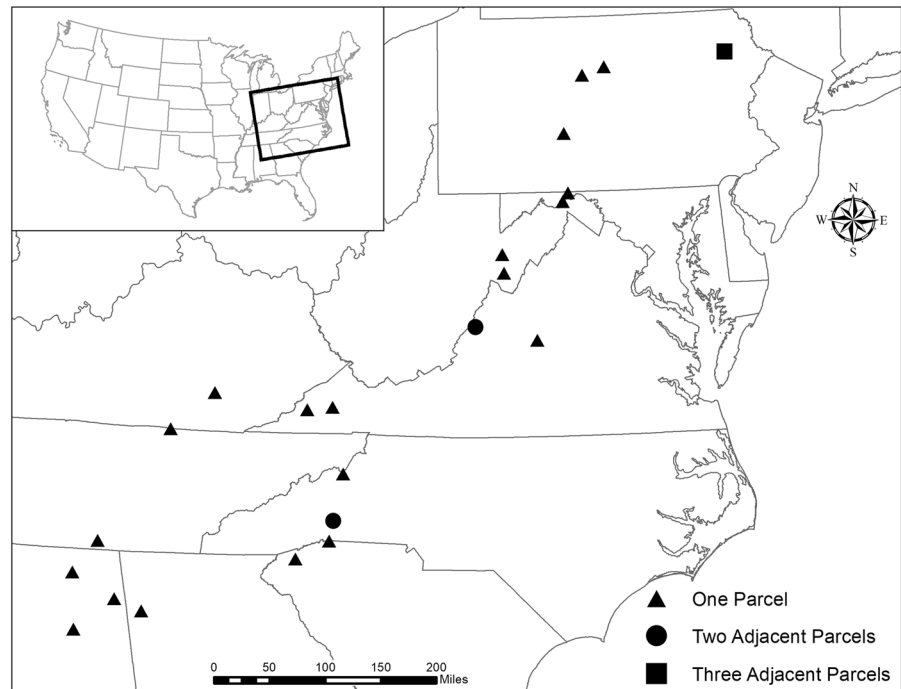 N
W E
S
One Parcel
Two Adjacent Parcels
Three Adjacent Parcels
0 50 100 150 200
Miles